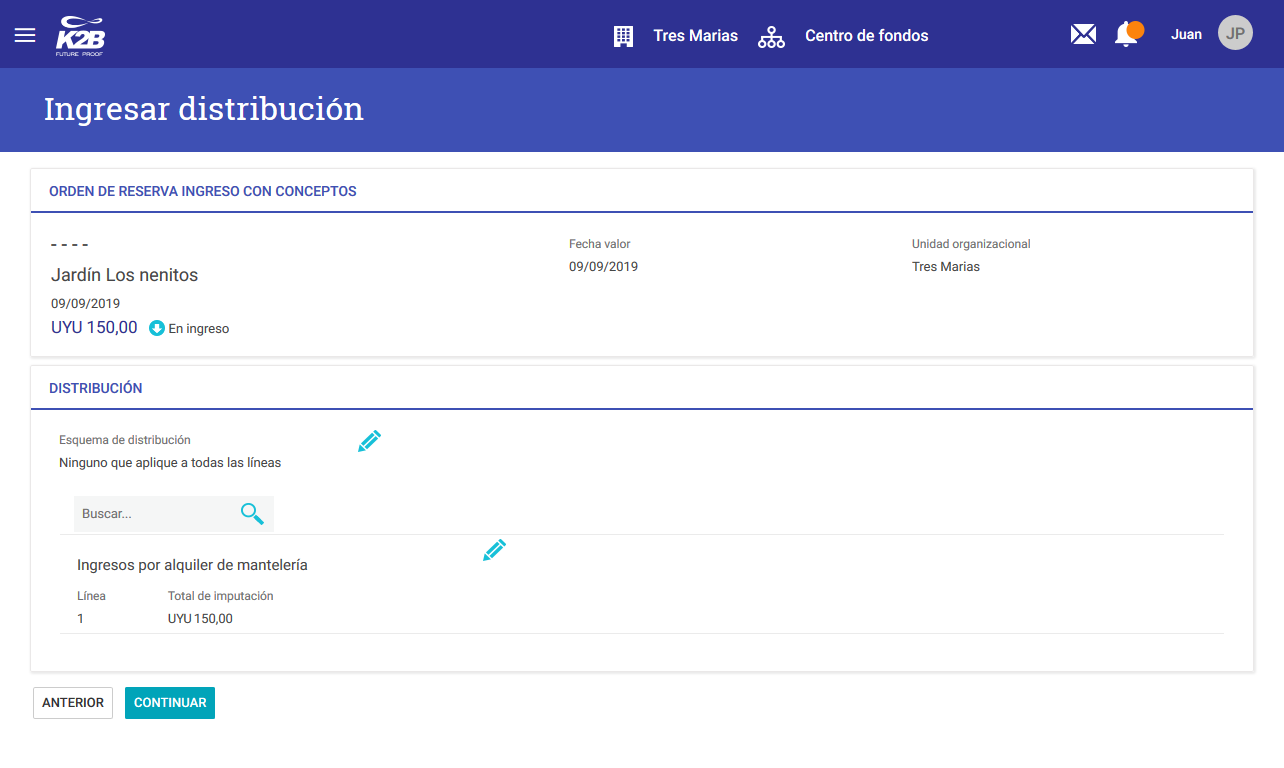 K2B
FUTURE PROOF
Tres Marias
Centro de fondos
Juan
JP
Ingresar distribución
ORDEN DE RESERVA INGRESO CON CONCEPTOS
- - - -
Fecha valor
Unidad organizacional
Jardín Los nenitos
09/09/2019
Tres Marias
09/09/2019
UYU 150,00
En ingreso
DISTRIBUCIÓN
Esquema de distribución
Ninguno que aplique a todas las líneas
Buscar...
Ingresos por alquiler de mantelería
Línea
Total de imputación
1
UYU 150,00
ANTERIOR
CONTINUAR